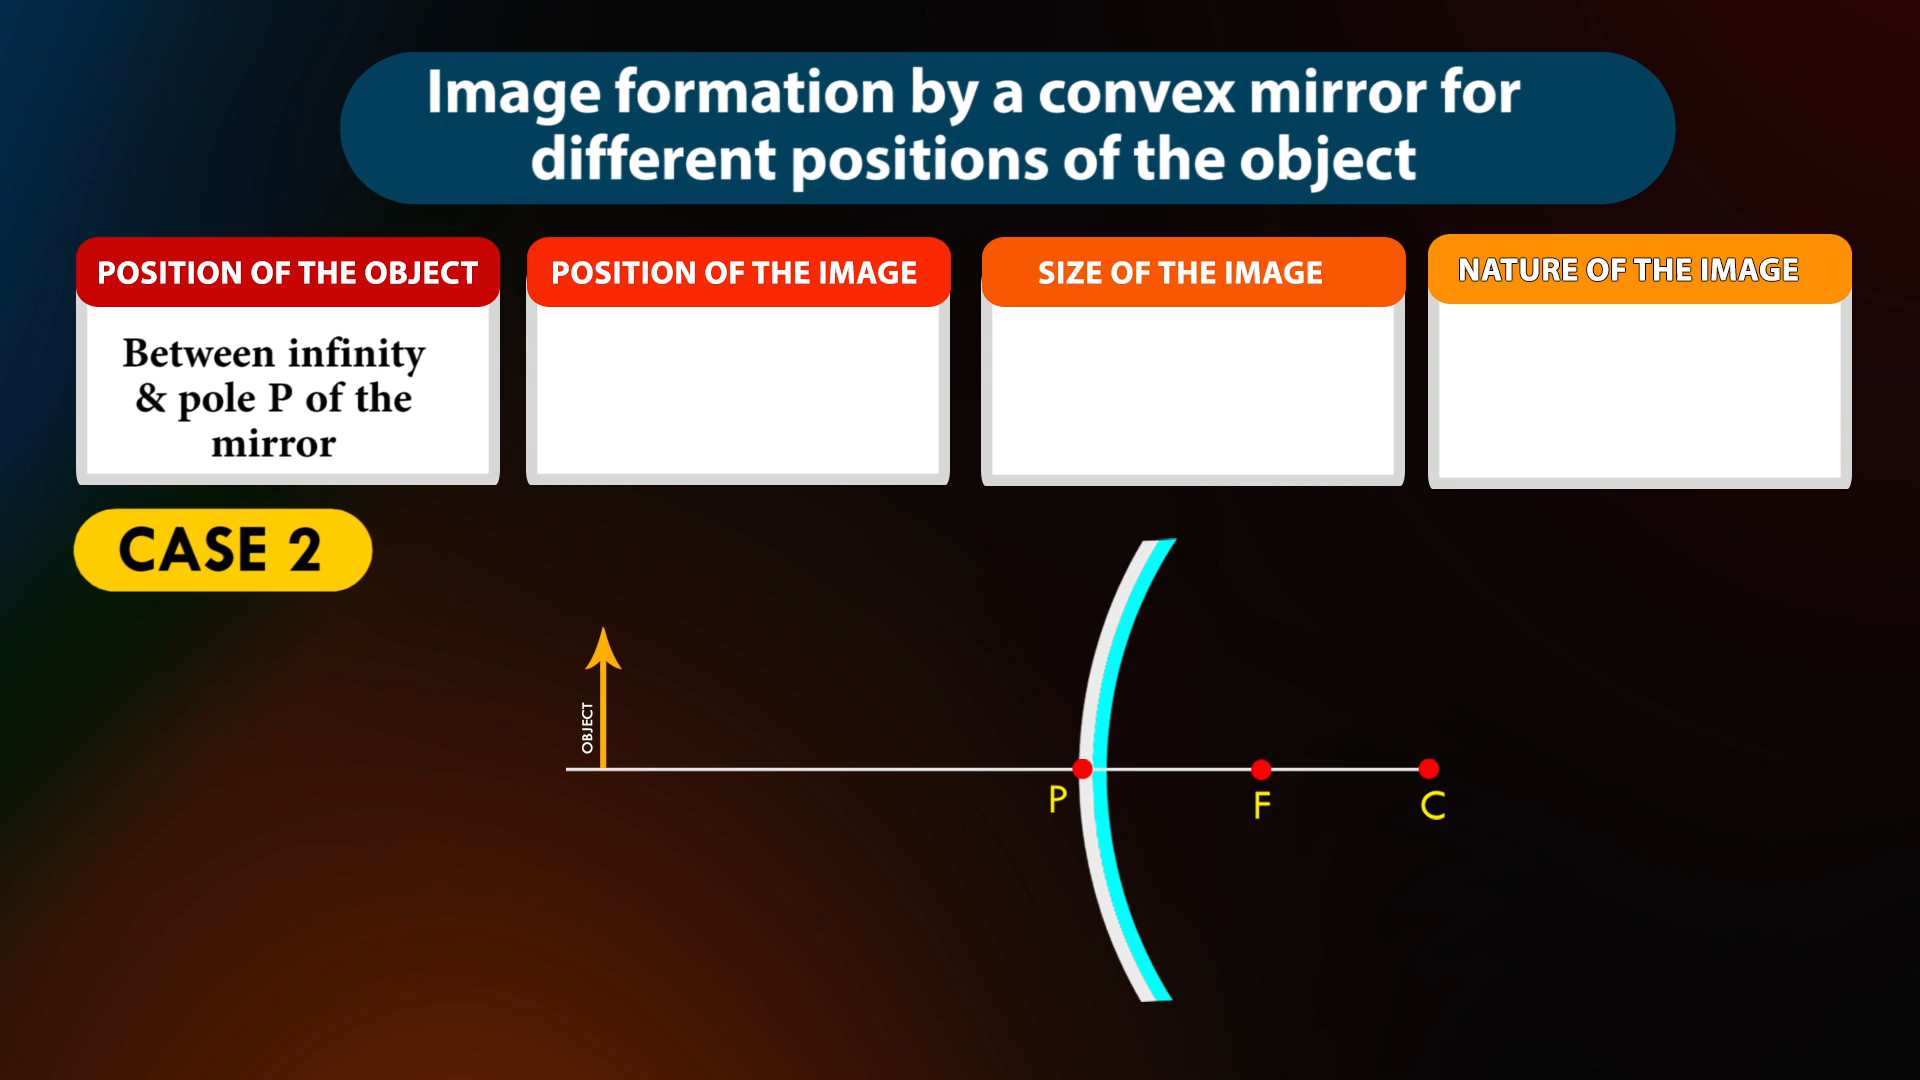 Image formation by a convex mirror for
different positions of the object
POSITION OF THE OBJECT
POSITION OF THE IMAGE
SIZE OF THE IMAGE
NATURE OF THE IMAGE
Between infinity
& pole P of the
mirror
CASE 2
OBJECT
P
F
C